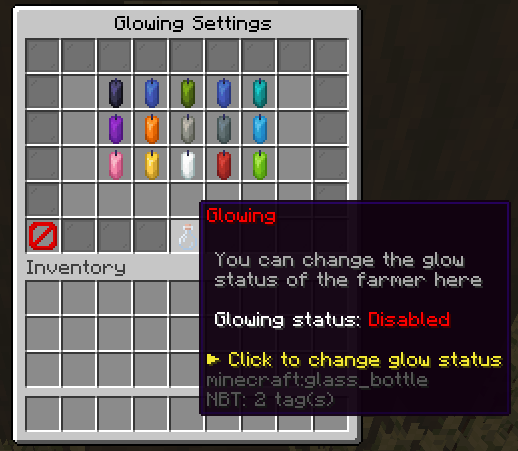 Glowing Settings
Glowing
You can change the glow
status of the farmer here
Glowing status: Disabled
► Click to change glow status
minecraft:glass_bottle
NBT: 2 tag(s)
Inventory